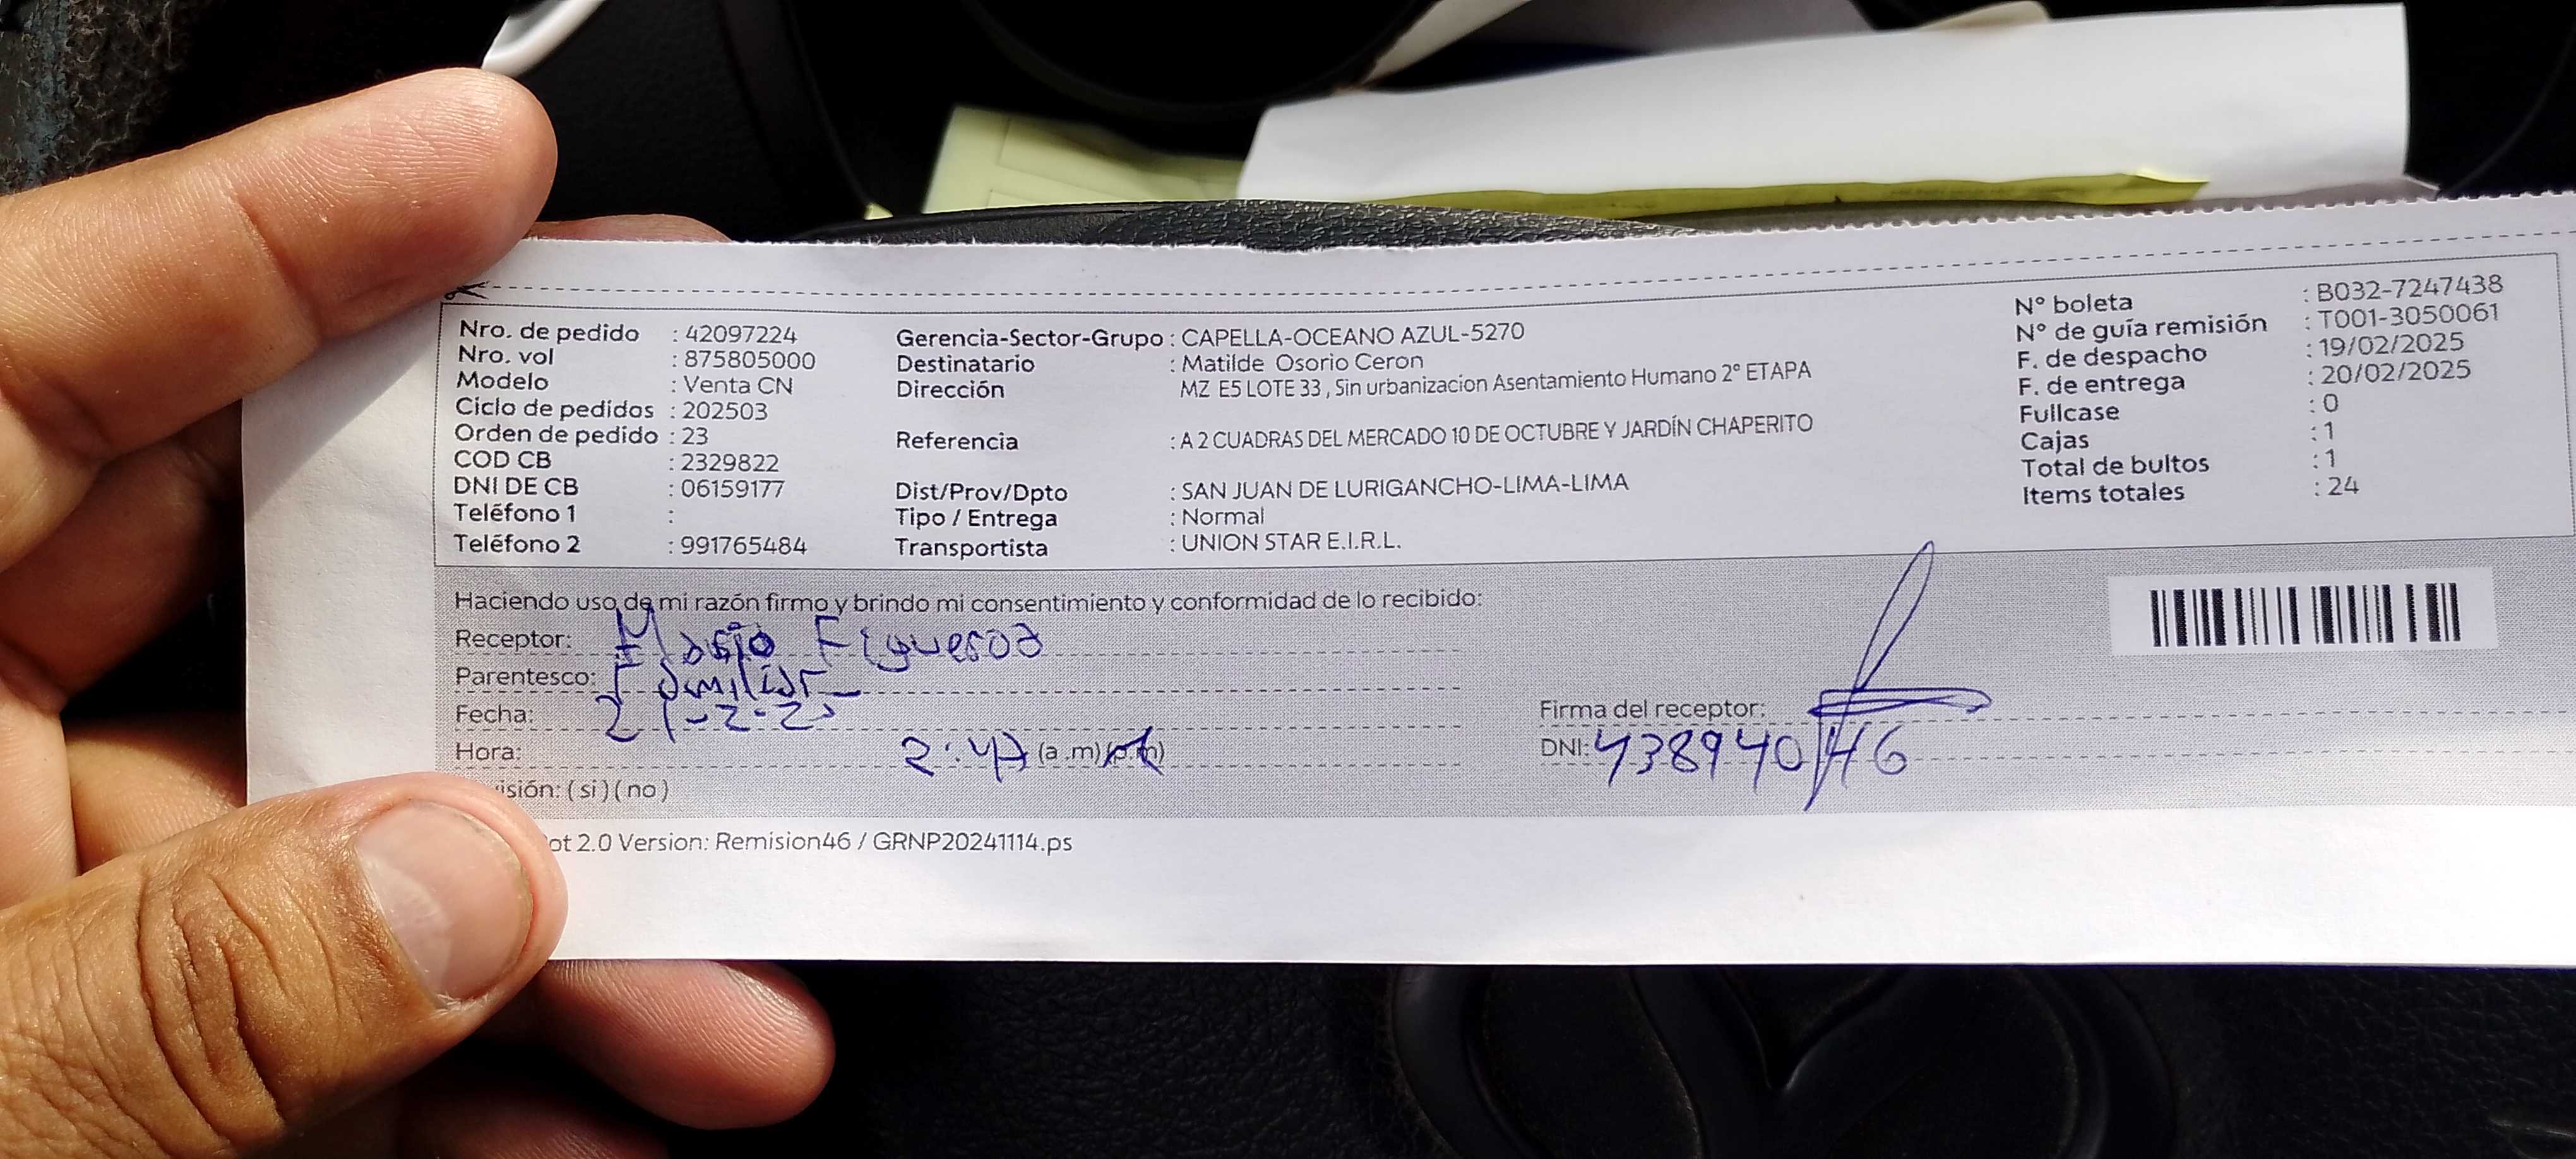 Nro. de pedido : 42097224
Nro. vol : 875805000
Modelo : Venta CN
Ciclo de pedidos : 202503
Orden de pedido : 23
COD CB : 2329822
DNI DE CB : 06159177
Teléfono 1 :
Teléfono 2 : 991765484
Gerencia-Sector-Grupo : CAPELLA-OCEANO AZUL-5270
Destinatario : Matilde Osorio Ceron
Dirección MZ E5 LOTE 33 , Sin urbanizacion Asentamiento Humano 2° ETAPA
Referencia : A 2 CUADRAS DEL MERCADO 10 DE OCTUBRE Y JARDÍN CHAPERITO
Dist/Prov/Dpto : SAN JUAN DE LURIGANCHO-LIMA-LIMA
Tipo / Entrega : Normal
Transportista : UNION STAR E.I.R.L.
N° boleta : B032-7247438
N° de guía remisión : T001-3050061
F. de despacho : 19/02/2025
F. de entrega : 20/02/2025
Fullcase : 0
Cajas : 1
Total de bultos : 1
Items totales : 24
Haciendo uso de mi razón firmo y brindo mi consentimiento y conformidad de lo recibido:
Receptor: Mario Figueroa
Parentesco: Familiar
Fecha: 21-2-25
Hora: 2:47 (a.m) (p.m)
isión: ( si ) ( no )
Firma del receptor:
DNI: 43894046
ot 2.0 Version: Remision46 / GRNP20241114.ps